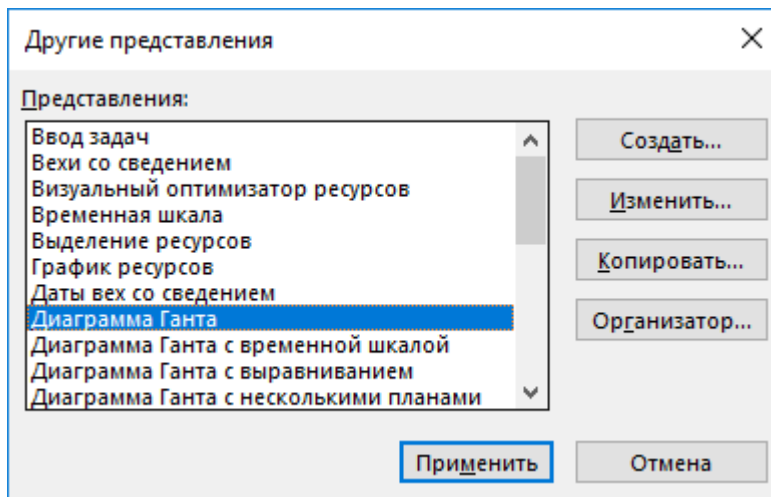 Другие представления
Представления:
Ввод задач
Вехи со сведением
Визуальный оптимизатор ресурсов
Временная шкала
Выделение ресурсов
График ресурсов
Даты вех со сведением
Диаграмма Ганта
Диаграмма Ганта с временной шкалой
Диаграмма Ганта с выравниванием
Диаграмма Ганта с несколькими планами
Создать...
Изменить...
Копировать...
Организатор...
Применить
Отмена